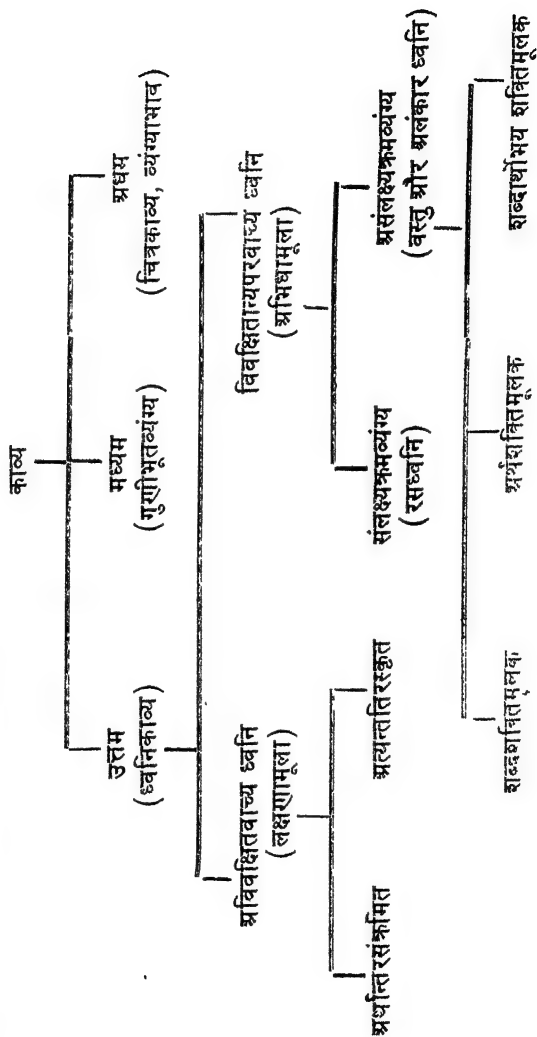 काव्य
उत्तम
(ध्वनिकाव्य)
मध्यम
(गुणीभूतव्यंग्य)
अधम
(चित्रकाव्य, व्यंग्याभाव)
अविवक्षितवाच्य ध्वनि
(लक्षणामूला)
विवक्षितान्यपरवाच्य ध्वनि
(अभिधामूला)
अर्थान्तरसंक्रमित
अत्यन्ततिरस्कृत
संलक्ष्यक्रमव्यंग्य
(रसध्वनि)
असंलक्ष्यक्रमव्यंग्य
(वस्तु और अलंकार ध्वनि)
शब्दशक्तिमूलक
अर्थशक्तिमूलक
शब्दार्थोभय शक्तिमूलक